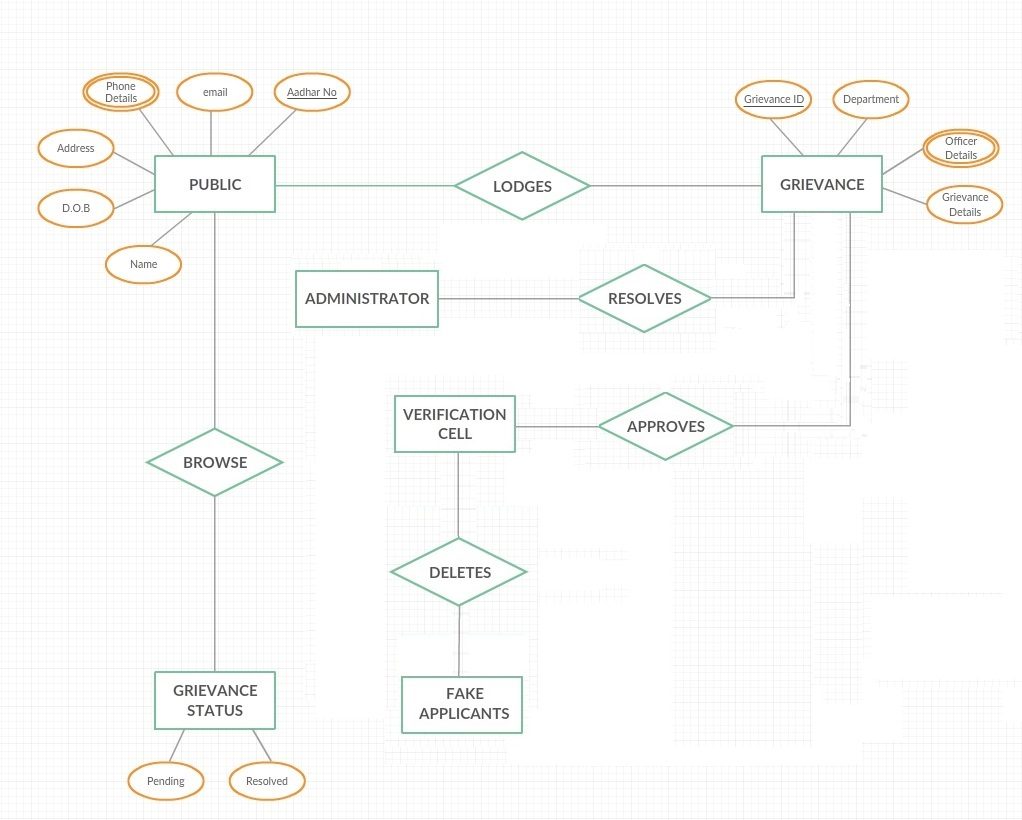 Phone
Details
email
Aadhar No
Grievance ID
Department
Address
Officer
Details
PUBLIC
LODGES
GRIEVANCE
D.O.B
Grievance
Details
Name
ADMINISTRATOR
RESOLVES
VERIFICATION
CELL
APPROVES
BROWSE
DELETES
GRIEVANCE
STATUS
FAKE
APPLICANTS
Pending
Resolved